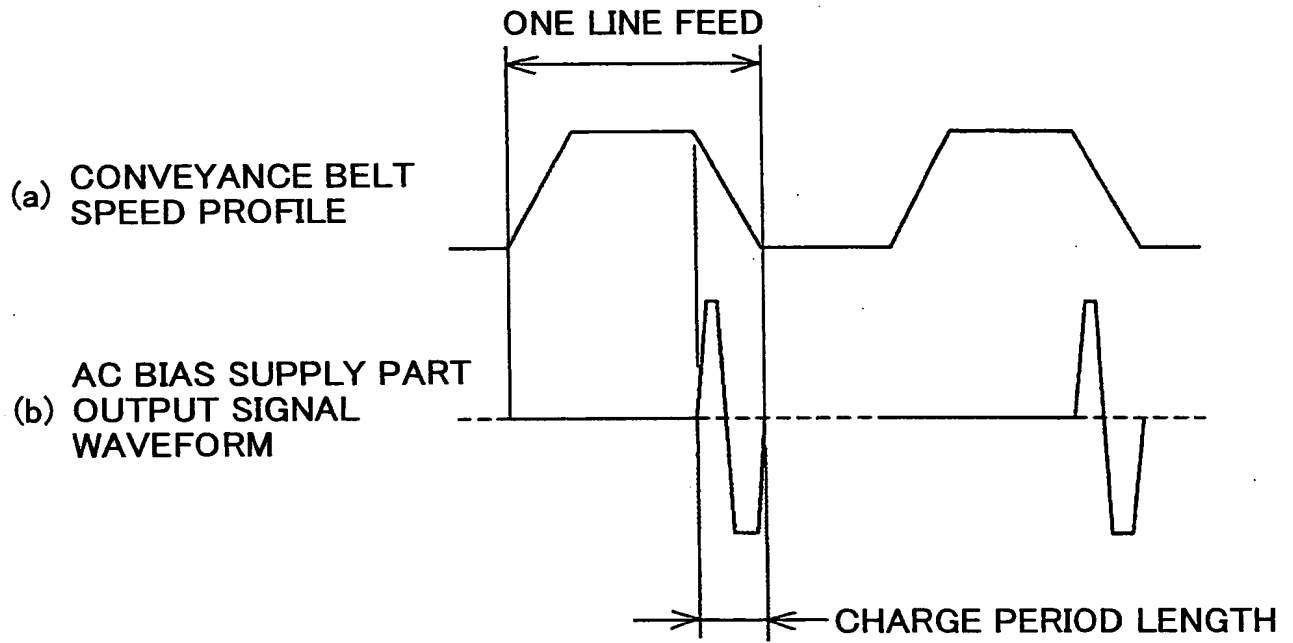 ONE LINE FEED
(a) CONVEYANCE BELT
SPEED PROFILE
AC BIAS SUPPLY PART
(b) OUTPUT SIGNAL
WAVEFORM
CHARGE PERIOD LENGTH